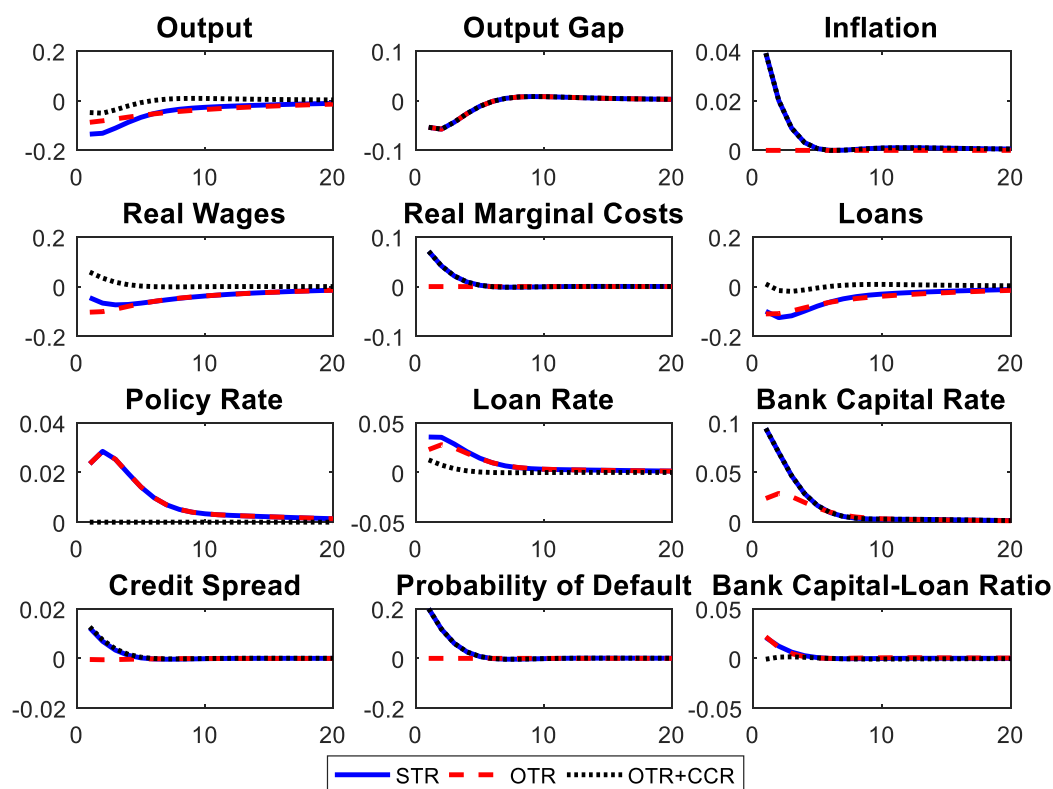 Output Output Gap Inflation
0.2 0.1 0.04
0 0 0.02
-0.2 -0.1 0
0 10 20 0 10 20 0 10 20
Real Wages Real Marginal Costs Loans
0.2 0.1 0.2
0 0 0
-0.2 -0.1 -0.2
0 10 20 0 10 20 0 10 20
Policy Rate Loan Rate Bank Capital Rate
0.04 0.05 0.1
0.02 0 0.05
0 -0.05 0
0 10 20 0 10 20 0 10 20
Credit Spread Probability of Default Bank Capital-Loan Ratio
0.02 0.2 0.05
0 0 0
-0.02 -0.2 -0.05
0 10 20 0 10 20 0 10 20
STR OTR OTR+CCR